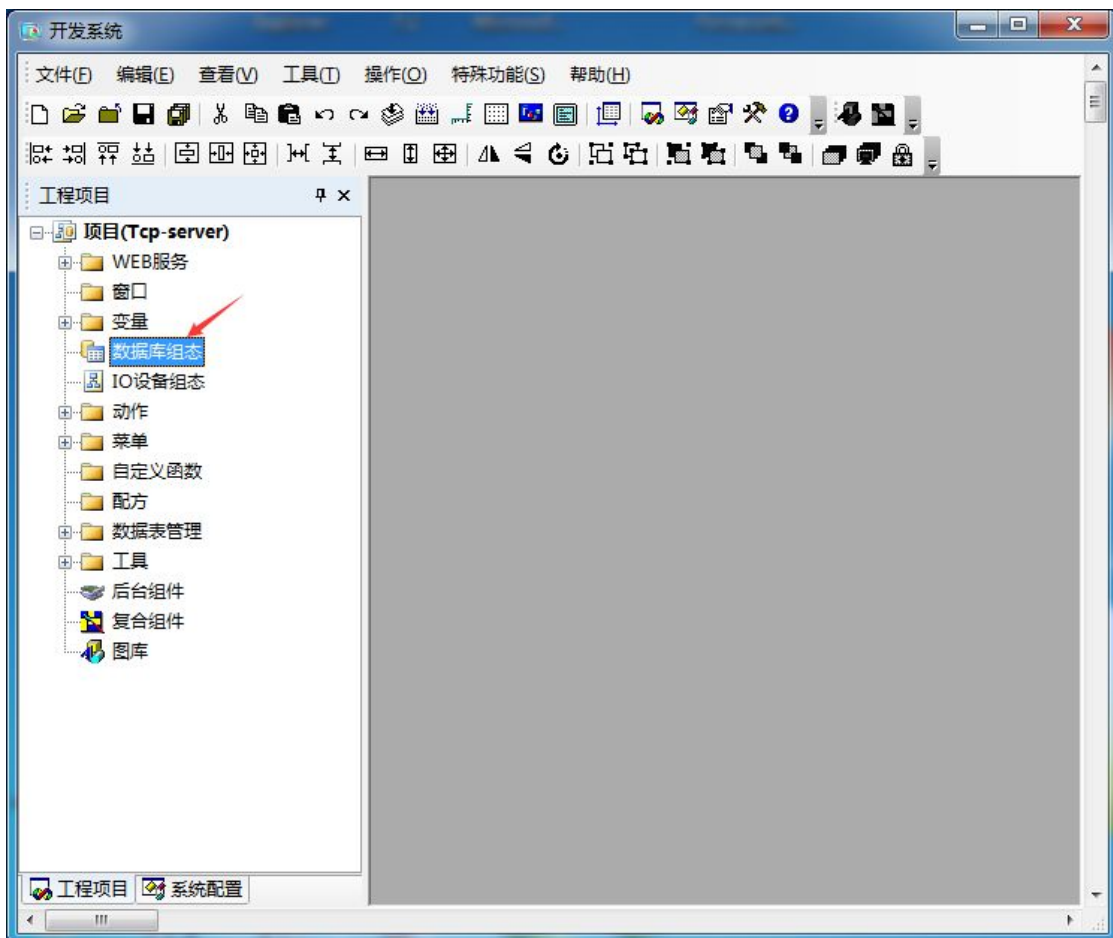 开发系统
文件(F) 编辑(E) 查看(V) 工具(T) 操作(O) 特殊功能(S) 帮助(H)
工程项目
项目(Tcp-server)
WEB服务
窗口
变量
数据库组态
IO设备组态
动作
菜单
自定义函数
配方
数据表管理
工具
后台组件
复合组件
图库
工程项目 系统配置